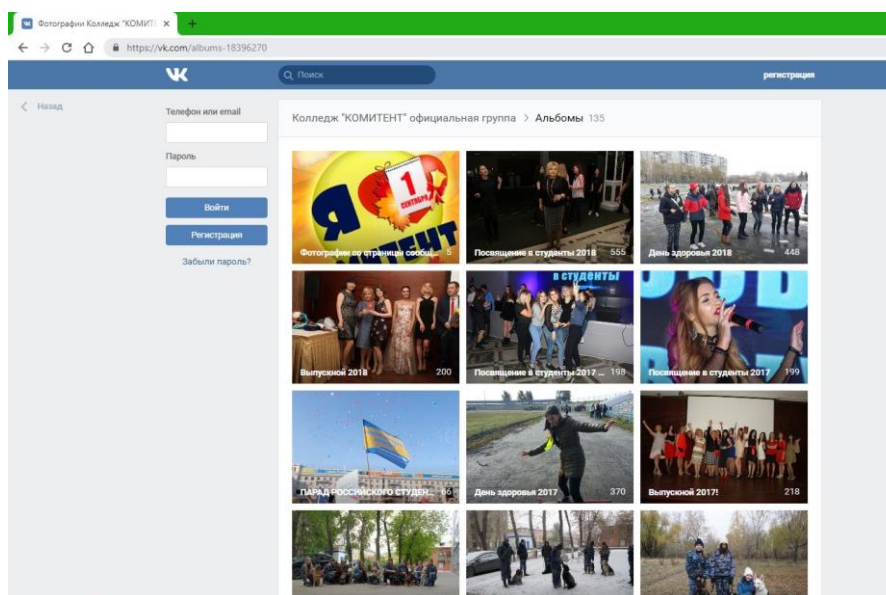 Фотографии Колледж "КОМИТЕ
https://vk.com/albums-18396270
Поиск
регистрация
Назад
Телефон или email
Пароль
Войти
Регистрация
Забыли пароль?
Колледж "КОМИТЕНТ" официальная группа > Альбомы 135
Я
1
СЕНТЯБРЯ
Фотографии со страницы сообщ... 5
Посвящение в студенты 2018 555
День здоровья 2018 448
Выпускной 2018 200
в студенты
Посвящение в студенты 2017 ... 198
Посвящение в студенты 2017 199
ПАРАД РОССИЙСКОГО СТУДЕН... 66
День здоровья 2017 370
Выпускной 2017! 218